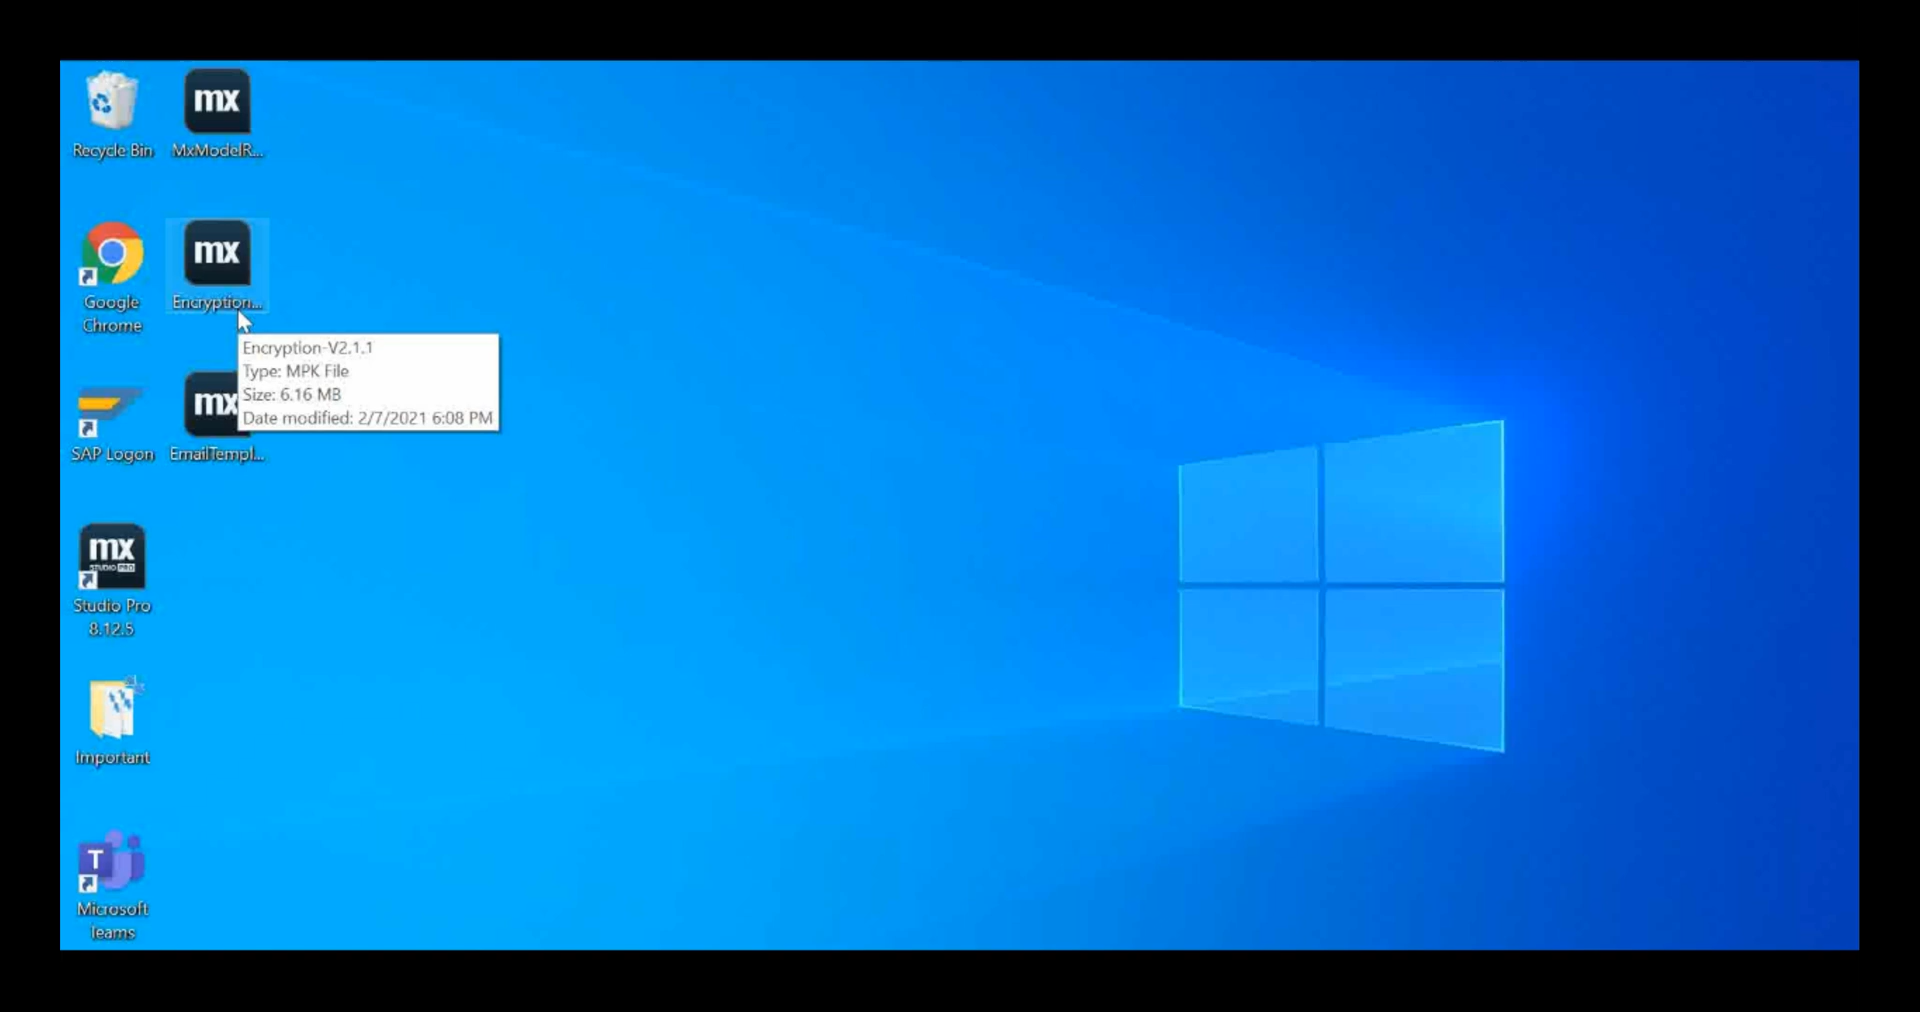 mx
Recycle Bin
MxModelR...
mx
Google
Chrome
Encryption...
Encryption-V2.1.1
Type: MPK File
Size: 6.16 MB
Date modified: 2/7/2021 6:08 PM
mx
SAP Logon
EmailTempl...
mx
STUDIO PRO
Studio Pro
8.12.5
Important
T
Microsoft
Teams